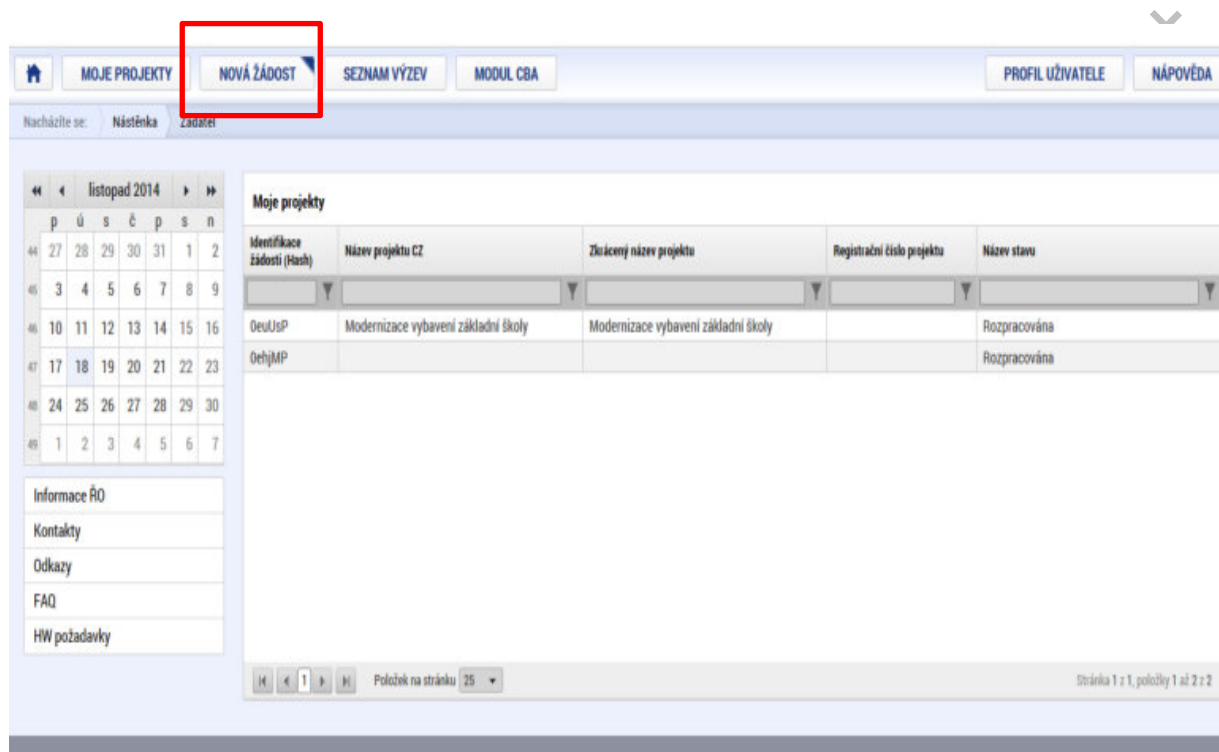 MOJE PROJEKTY NOVÁ ŽÁDOST SEZNAM VÝZEV MODUL CBA PROFIL UŽIVATELE NÁPOVĚDA
Nacházíte se: Nástěnka Žadatel
listopad 2014
p ú s č p s n
44 27 28 29 30 31 1 2
45 3 4 5 6 7 8 9
46 10 11 12 13 14 15 16
47 17 18 19 20 21 22 23
48 24 25 26 27 28 29 30
49 1 2 3 4 5 6 7
Informace ŘO
Kontakty
Odkazy
FAQ
HW požadavky
Moje projekty
Identifikace žádosti (Hash) Název projektu CZ Zkrácený název projektu Registrační číslo projektu Název stavu
0euUsP Modernizace vybavení základní školy Modernizace vybavení základní školy Rozpracována
0ehjMP Rozpracována
1 Položek na stránku 25 Stránka 1 z 1, položky 1 až 2 z 2